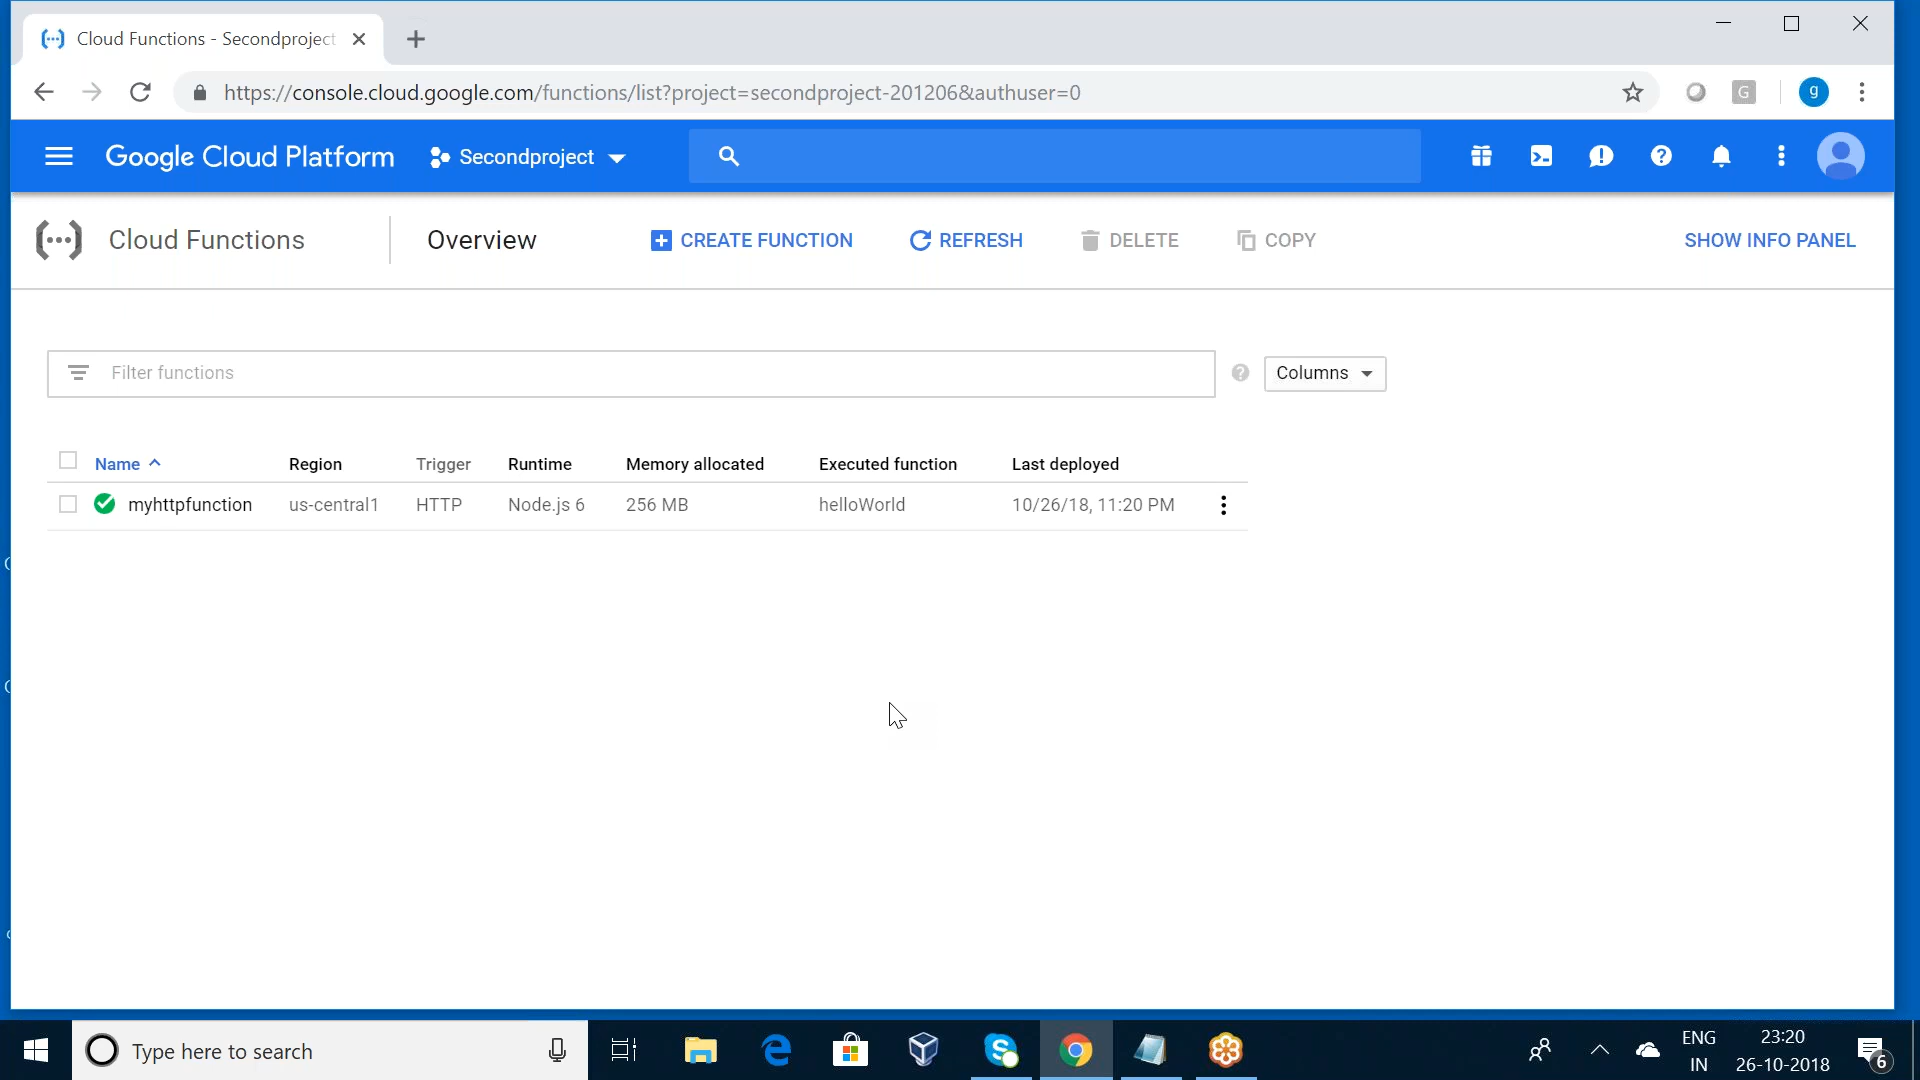 Cloud Functions - Secondproject
https://console.cloud.google.com/functions/list?project=secondproject-201206&authuser=0
G
g
Google Cloud Platform
Secondproject
Cloud Functions
Overview
CREATE FUNCTION
REFRESH
DELETE
COPY
SHOW INFO PANEL
Filter functions
Columns
Name Region Trigger Runtime Memory allocated Executed function Last deployed
myhttpfunction us-central1 HTTP Node.js 6 256 MB helloWorld 10/26/18, 11:20 PM
Type here to search
ENG
IN
23:20
26-10-2018
6